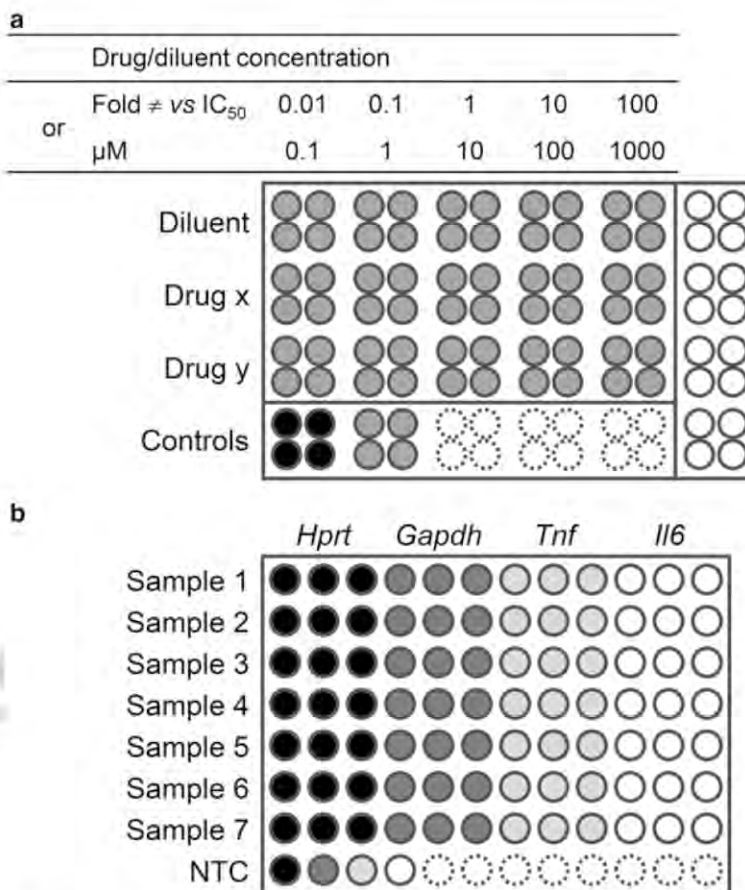 a
Drug/diluent concentration
or
Fold ≠ vs IC50 0.01 0.1 1 10 100
µM 0.1 1 10 100 1000
Diluent
Drug x
Drug y
Controls
b
Hprt Gapdh Tnf Il6
Sample 1
Sample 2
Sample 3
Sample 4
Sample 5
Sample 6
Sample 7
NTC